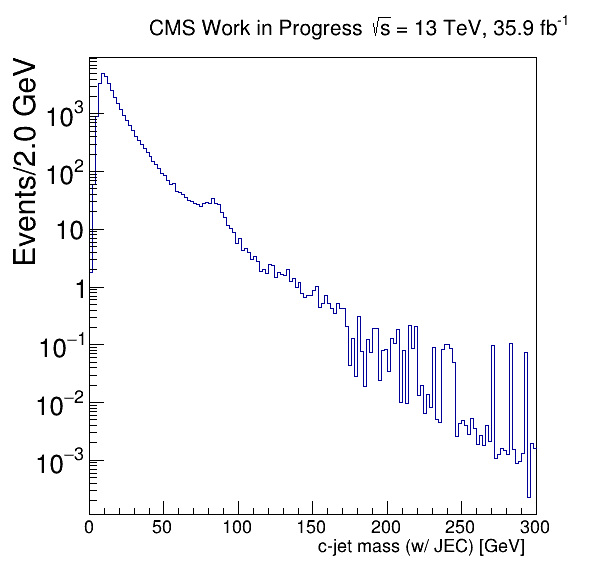 CMS Work in Progress √s = 13 TeV, 35.9 fb⁻¹
Events/2.0 GeV
10³
10²
10
1
10⁻¹
10⁻²
10⁻³
0 50 100 150 200 250 300
c-jet mass (w/ JEC) [GeV]